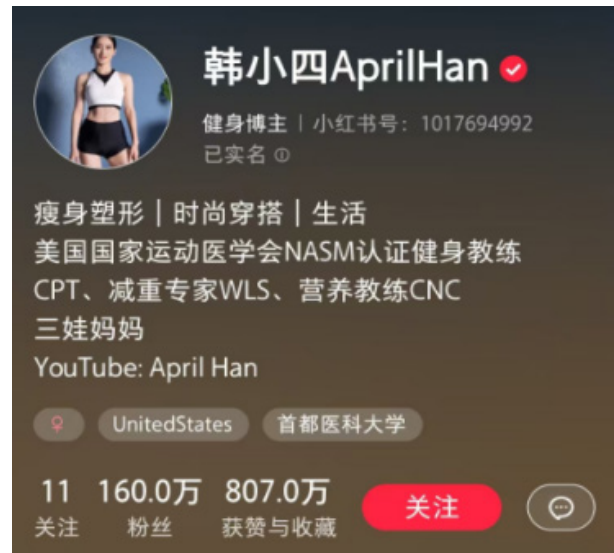 韩小四AprilHan
健身博主 | 小红书号：1017694992
已实名
瘦身塑形｜时尚穿搭｜生活
美国国家运动医学会NASM认证健身教练
CPT、减重专家WLS、营养教练CNC
三娃妈妈
YouTube: April Han
♀ UnitedStates 首都医科大学
11 160.0万 807.0万 关注
关注 粉丝 获赞与收藏